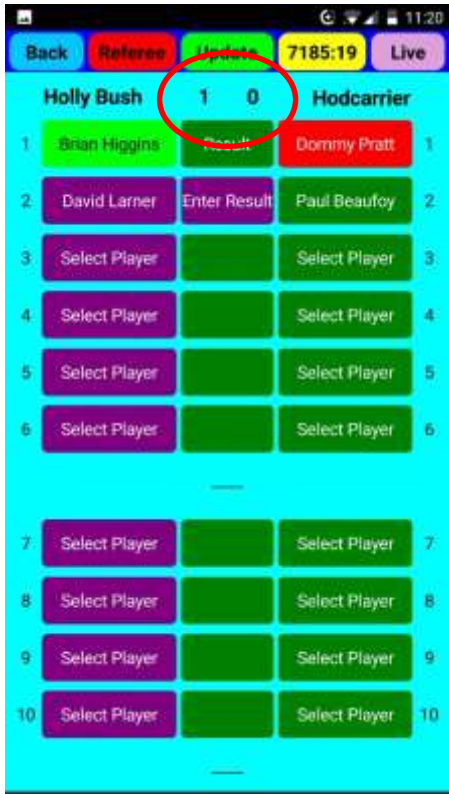 11:20
Back Referee Update 7185:19 Live
Holly Bush 1 0 Hodcarrier
1 Brian Higgins Result Dommy Pratt 1
2 David Larner Enter Result Paul Beaufoy 2
3 Select Player Select Player 3
4 Select Player Select Player 4
5 Select Player Select Player 5
6 Select Player Select Player 6
7 Select Player Select Player 7
8 Select Player Select Player 8
9 Select Player Select Player 9
10 Select Player Select Player 10